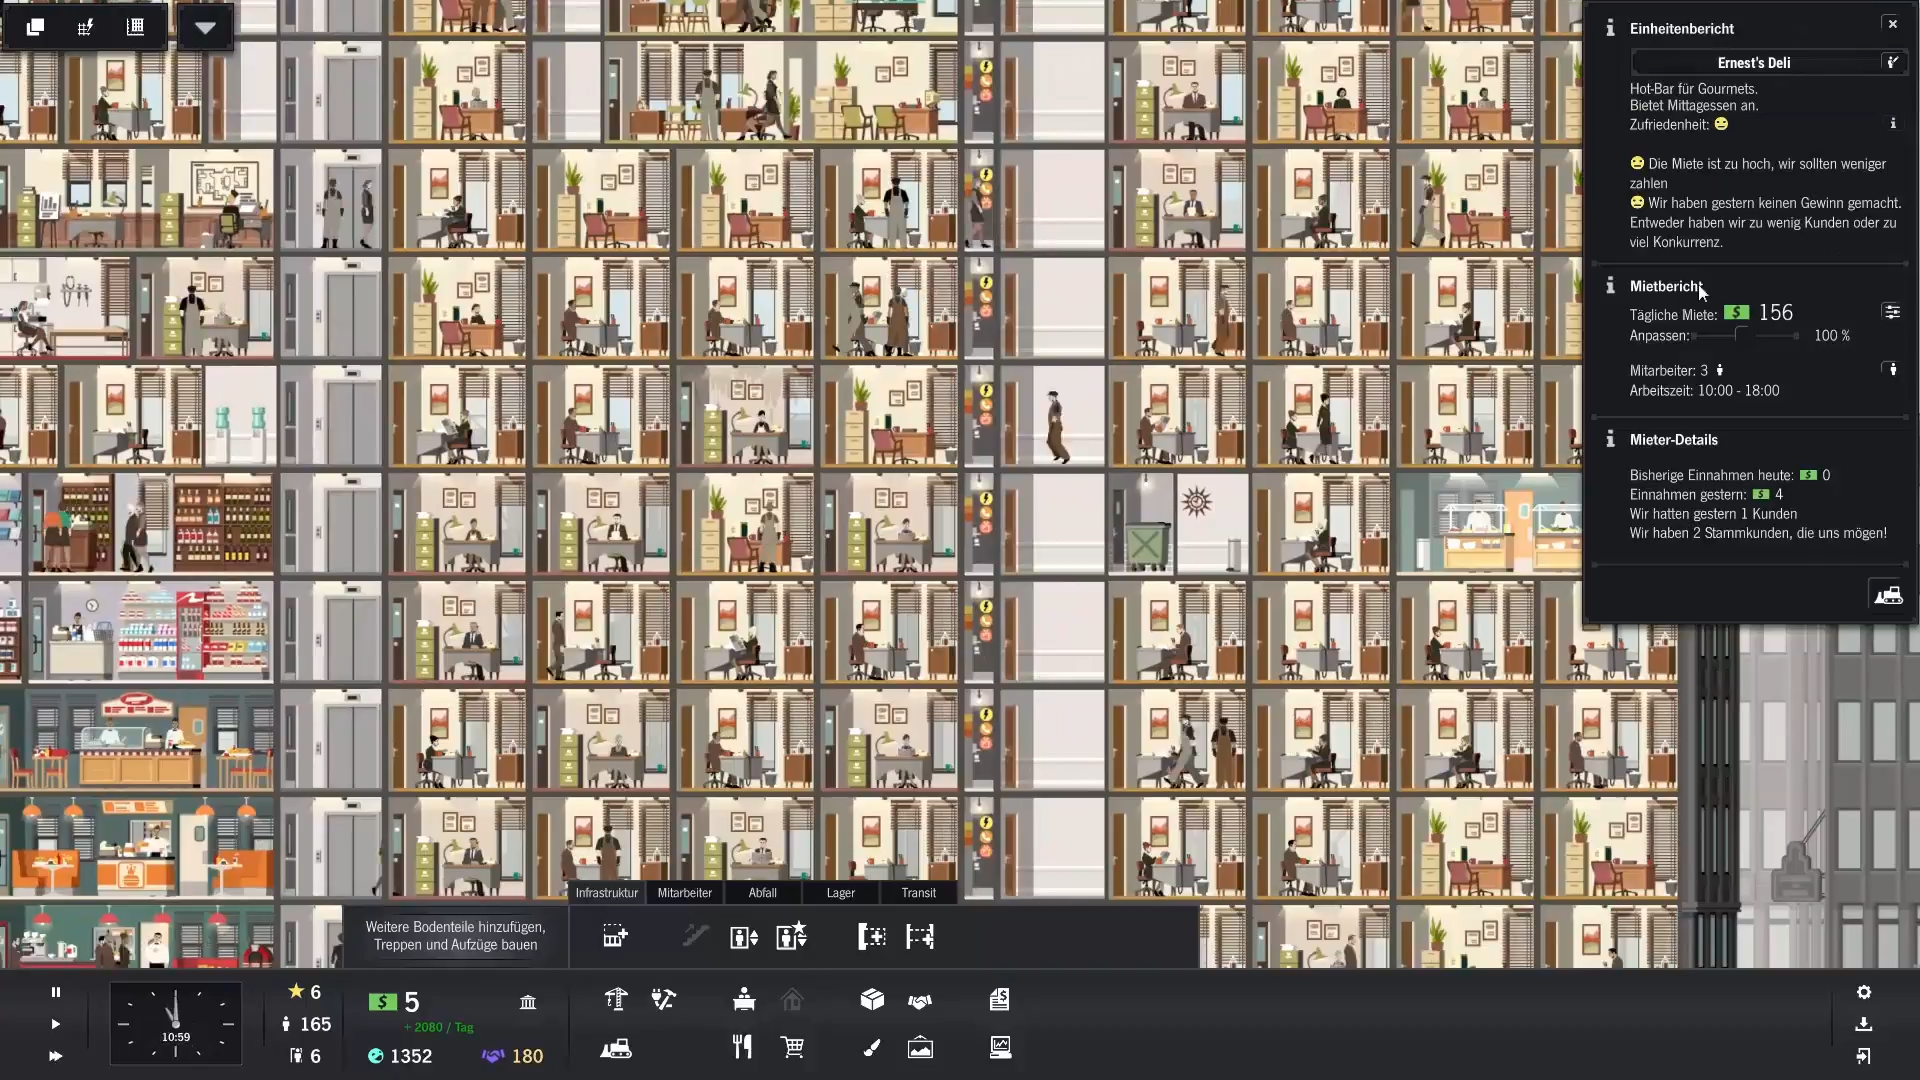 Einheitenbericht
Ernest's Deli
Hot-Bar für Gourmets.
Bietet Mittagessen an.
Zufriedenheit:
Die Miete ist zu hoch, wir sollten weniger
zahlen
Wir haben gestern keinen Gewinn gemacht.
Entweder haben wir zu wenig Kunden oder zu
viel Konkurrenz.
Mietbericht
Tägliche Miete: $ 156
Anpassen: 100 %
Mitarbeiter: 3
Arbeitszeit: 10:00 - 18:00
Mieter-Details
Bisherige Einnahmen heute: $ 0
Einnahmen gestern: $ 4
Wir hatten gestern 1 Kunden
Wir haben 2 Stammkunden, die uns mögen!
Infrastruktur Mitarbeiter Abfall Lager Transit
Weitere Bodenteile hinzufügen,
Treppen und Aufzüge bauen
10:59
6
165
6
$ 5
+ 2080 / Tag
1352
180